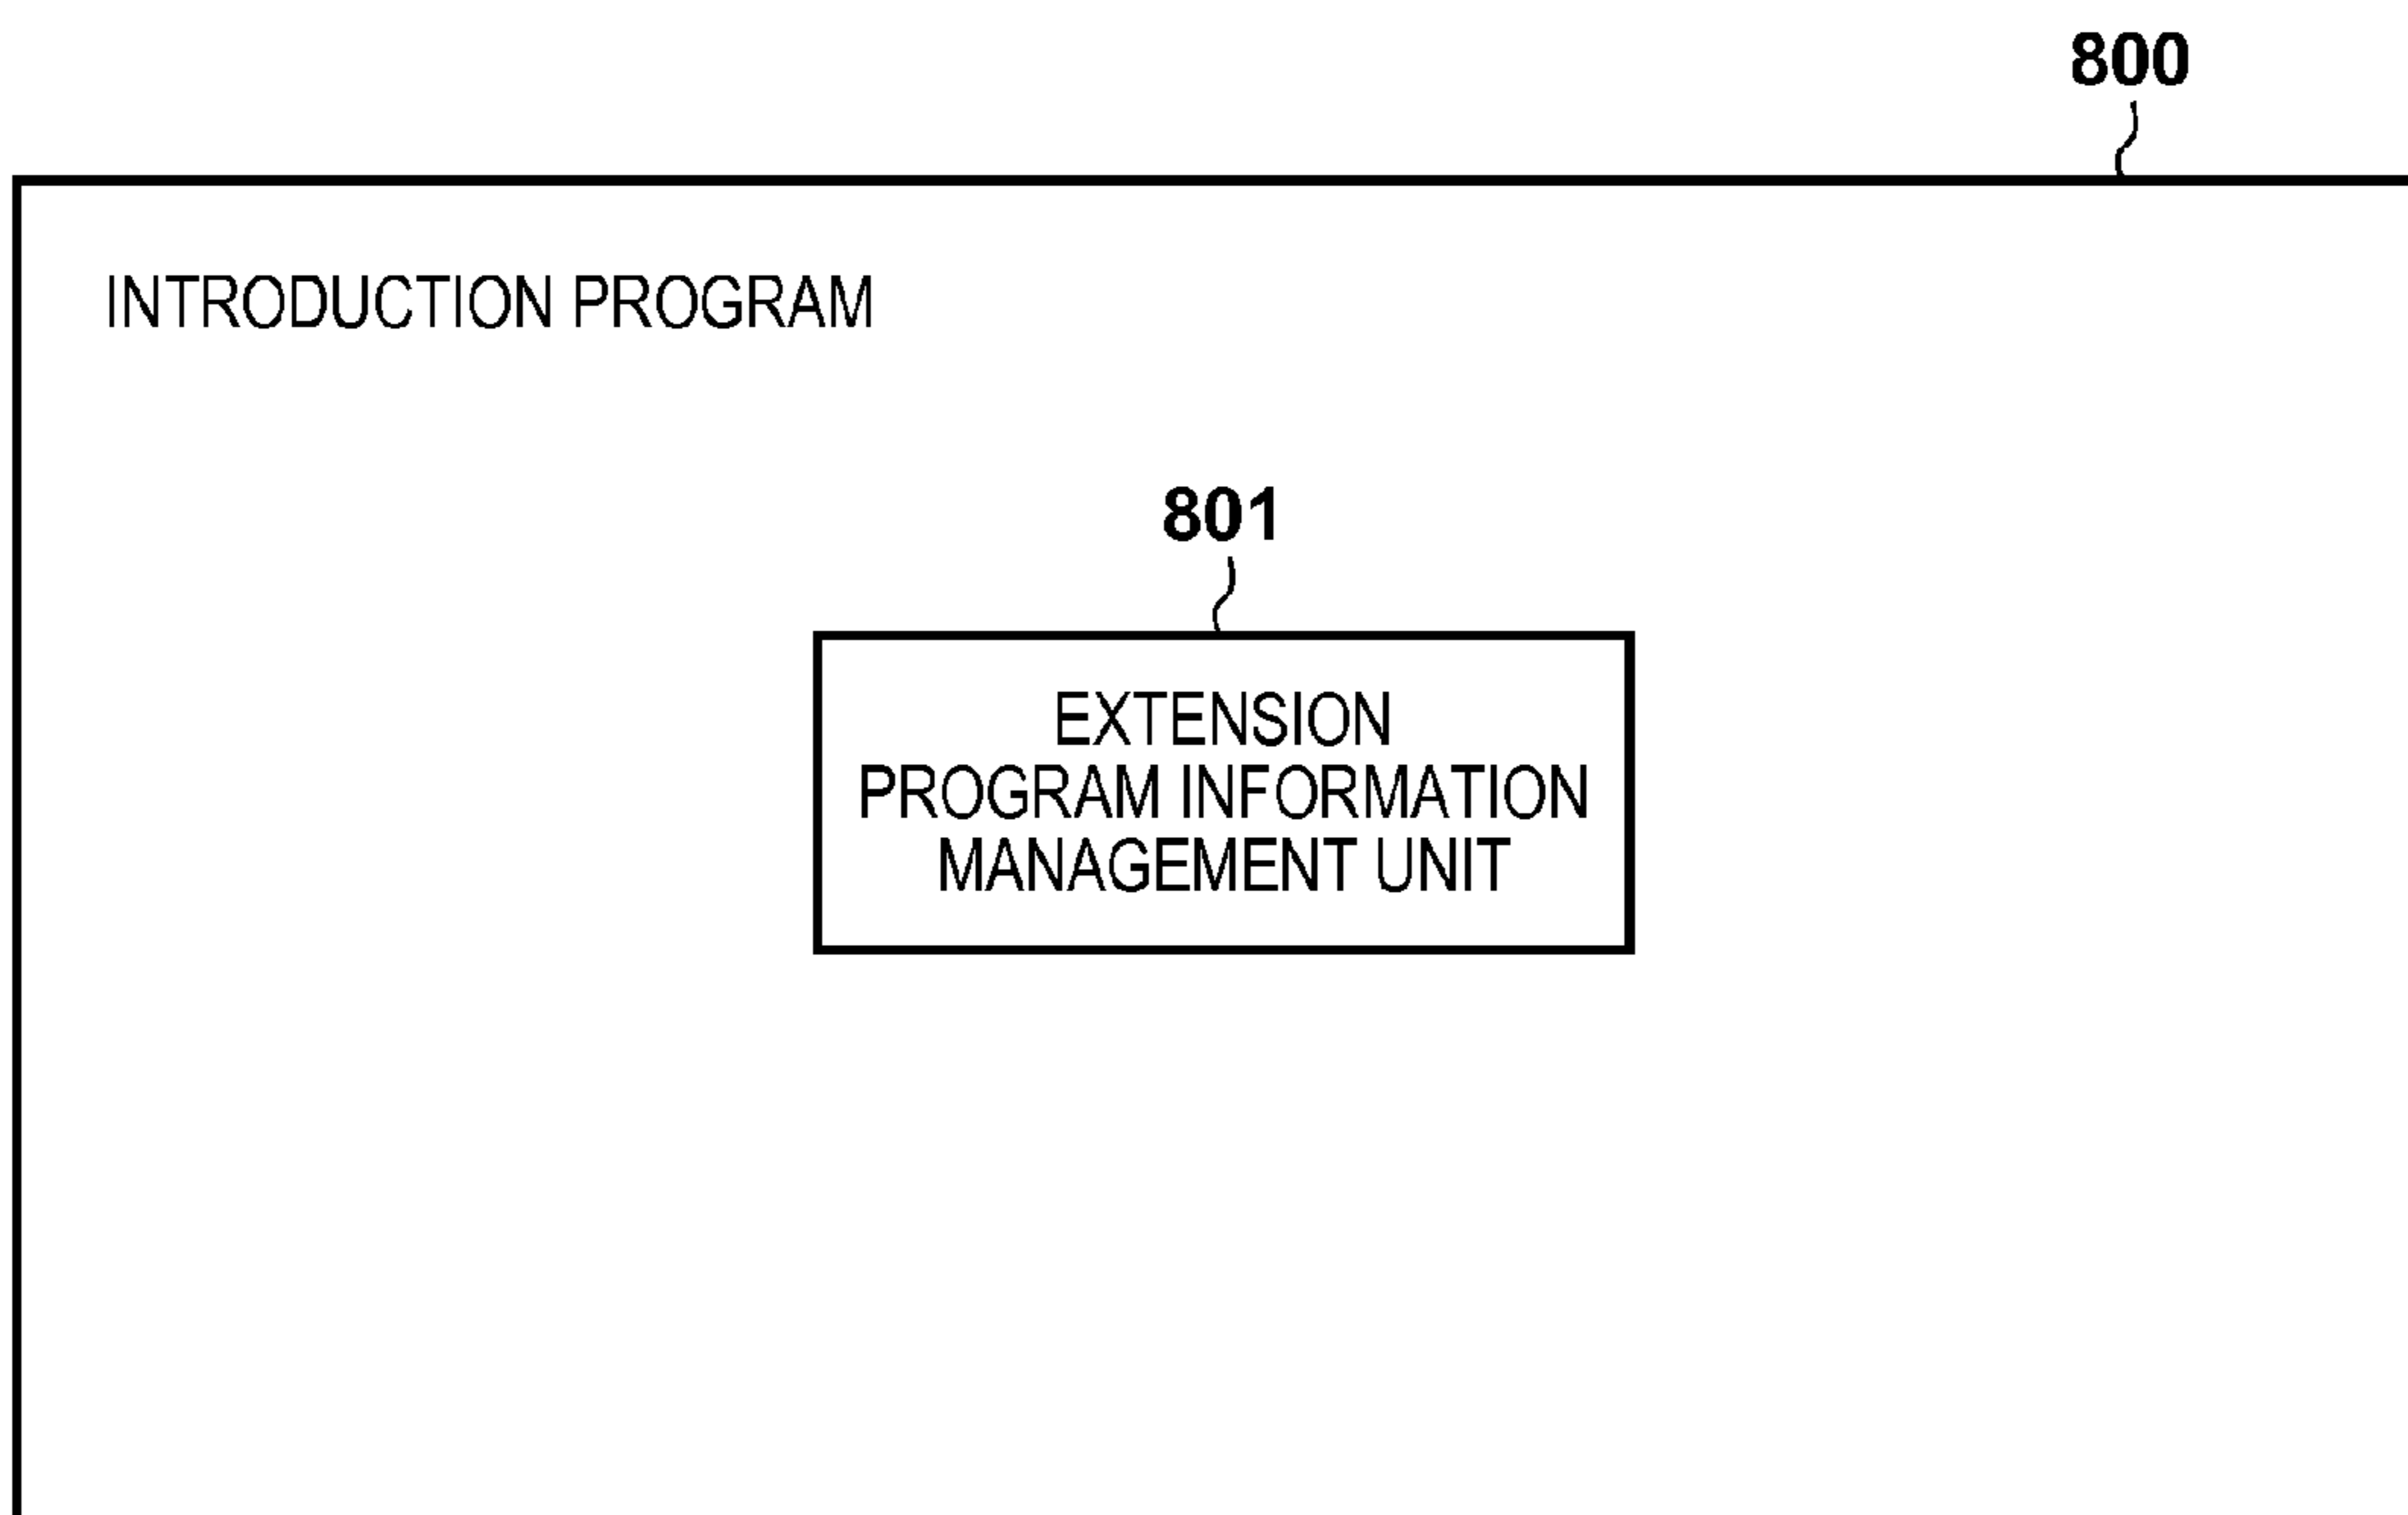 800
INTRODUCTION PROGRAM
801
EXTENSION
PROGRAM INFORMATION
MANAGEMENT UNIT